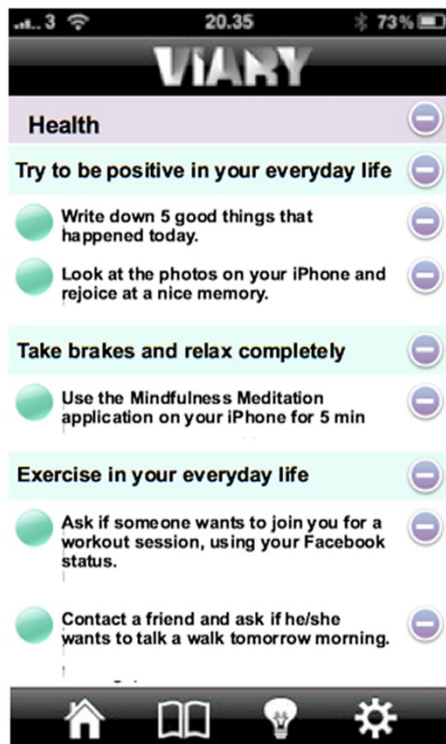 3 20.35 73%
VIARY
Health
Try to be positive in your everyday life
Write down 5 good things that
happened today.
Look at the photos on your iPhone and
rejoice at a nice memory.
Take brakes and relax completely
Use the Mindfulness Meditation
application on your iPhone for 5 min
Exercise in your everyday life
Ask if someone wants to join you for a
workout session, using your Facebook
status.
Contact a friend and ask if he/she
wants to talk a walk tomorrow morning.